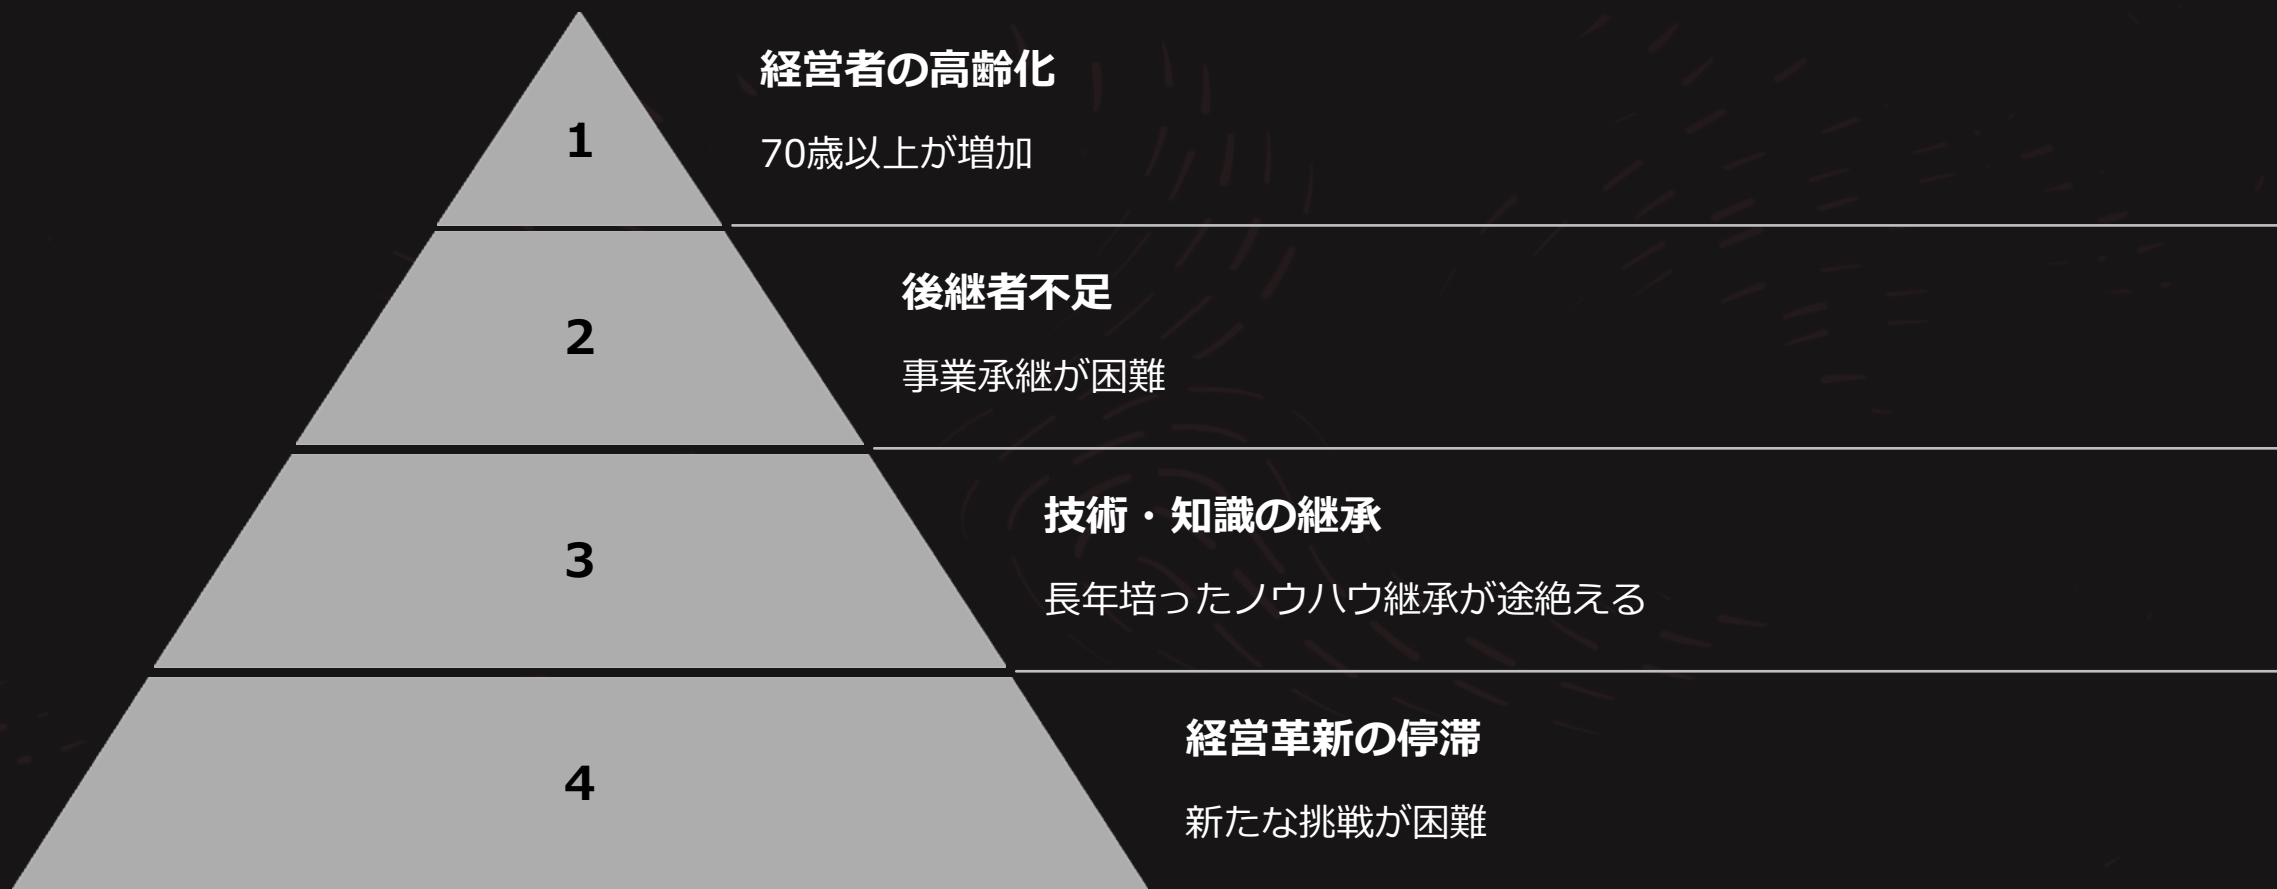 1
経営者の高齢化
70歳以上が増加
2
後継者不足
事業承継が困難
3
技術・知識の継承
長年培ったノウハウ継承が途絶える
4
経営革新の停滞
新たな挑戦が困難